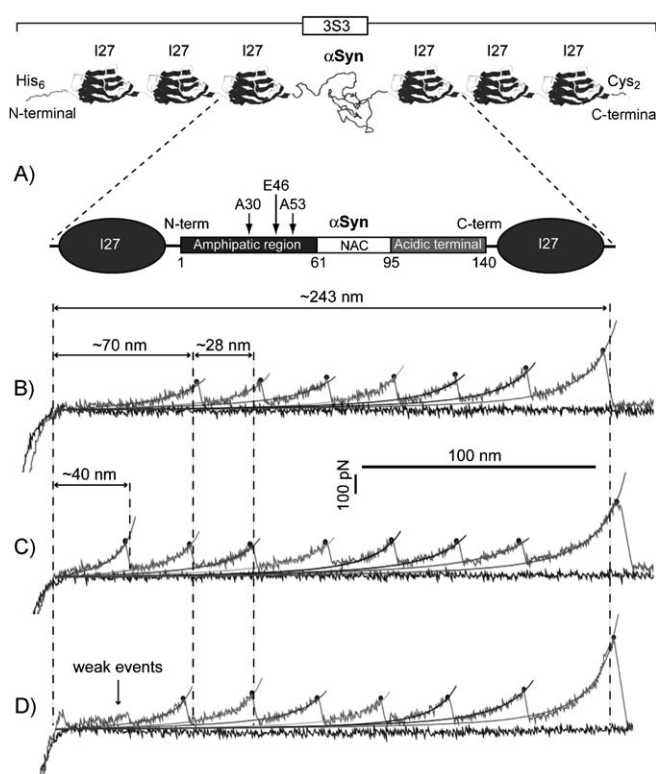 3S3
I27 I27 I27 αSyn I27 I27 I27
His6 Cys2
N-terminal C-terminal
A)
E46
A30 A53
N-term αSyn C-term
I27 Amphipatic region NAC Acidic terminal I27
1 61 95 140
~243 nm
~70 nm ~28 nm
B)
100 nm
~40 nm
100 pN
C)
weak events
D)